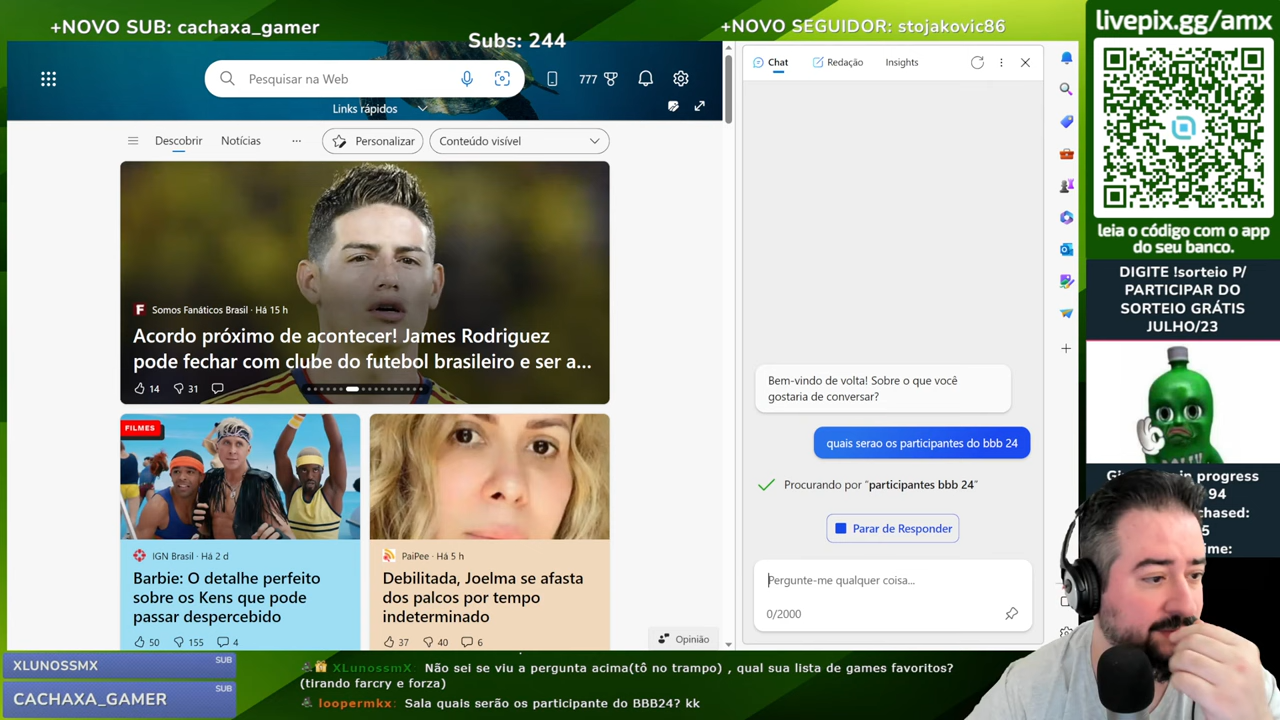 +NOVO SUB: cachaxa_gamer
Subs: 244
+NOVO SEGUIDOR: stojakovic86
livepix.gg/amx
leia o código com o app
do seu banco.
DIGITE !sorteio P/
PARTICIPAR DO
SORTEIO GRÁTIS
JULHO/23
Pesquisar na Web
777
Links rápidos
Descobrir
Notícias
...
Personalizar
Conteúdo visível
Somos Fanáticos Brasil · Há 15 h
Acordo próximo de acontecer! James Rodriguez
pode fechar com clube do futebol brasileiro e ser a...
14
31
FILMES
IGN Brasil · Há 2 d
Barbie: O detalhe perfeito
sobre os Kens que pode
passar despercebido
50
155
4
PaiPee · Há 5 h
Debilitada, Joelma se afasta
dos palcos por tempo
indeterminado
37
40
6
Opinião
Chat
Redação
Insights
Bem-vindo de volta! Sobre o que você
gostaria de conversar?
quais serao os participantes do bbb 24
Procurando por “participantes bbb 24”
Parar de Responder
Pergunte-me qualquer coisa...
0/2000
in progress
94
XLUNOSSMX
SUB
CACHAXA_GAMER
SUB
XLunossmX: Não sei se viu a pergunta acima(tô no trampo) , qual sua lista de games favoritos?
(tirando farcry e forza)
loopermkx: Sala quais serão os participante do BBB24? kk